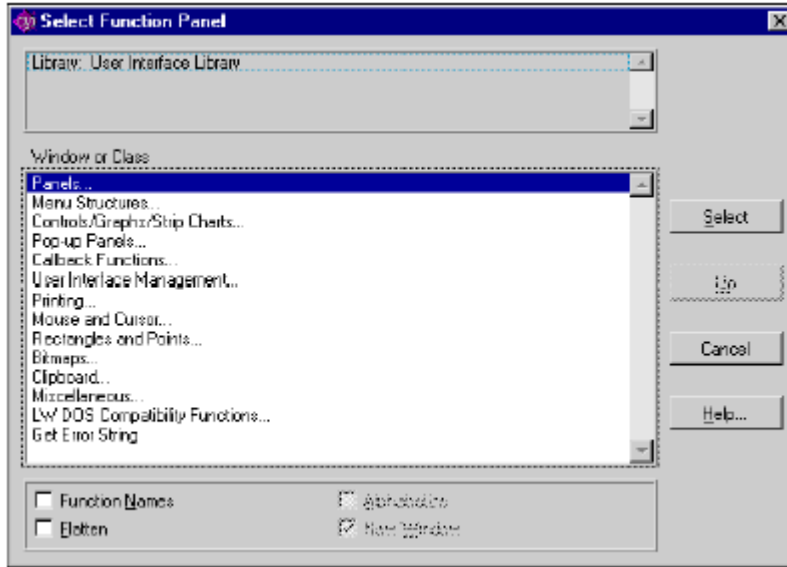 Select Function Panel
Library: User Interface Library
Window or Class
Panels...
Menu Structures...
Controls/Graphs/Strip Charts...
Pop-up Panels...
Callback Functions...
User Interface Management...
Printing...
Mouse and Cursor...
Rectangles and Points...
Bitmaps...
Clipboard...
Miscellaneous...
LW DOS Compatibility Functions...
Get Error String
Select
Up
Cancel
Help...
Function Names
Alphabetize
Flatten
New Window